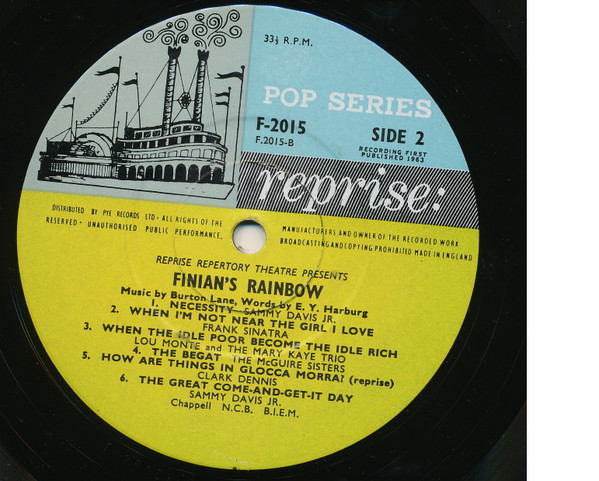 33⅓ R.P.M.
POP SERIES
F-2015
F.2015-B
SIDE 2
RECORDING FIRST
PUBLISHED 1963
reprise:
DISTRIBUTED BY PYE RECORDS LTD · ALL RIGHTS OF THE
RESERVED · UNAUTHORISED PUBLIC PERFORMANCE,
MANUFACTURERS AND OWNER OF THE RECORDED WORK
BROADCASTING AND COPYING PROHIBITED MADE IN ENGLAND
REPRISE REPERTORY THEATRE PRESENTS
FINIAN'S RAINBOW
Music by Burton Lane, Words by E. Y. Harburg
1. NECESSITY SAMMY DAVIS JR.
2. WHEN I'M NOT NEAR THE GIRL I LOVE
FRANK SINATRA
3. WHEN THE IDLE POOR BECOME THE IDLE RICH
LOU MONTE and THE MARY KAYE TRIO
4. THE BEGAT THE McGUIRE SISTERS
5. HOW ARE THINGS IN GLOCCA MORRA? (reprise)
CLARK DENNIS
6. THE GREAT COME-AND-GET-IT DAY
SAMMY DAVIS JR.
Chappell N.C.B. B.I.E.M.